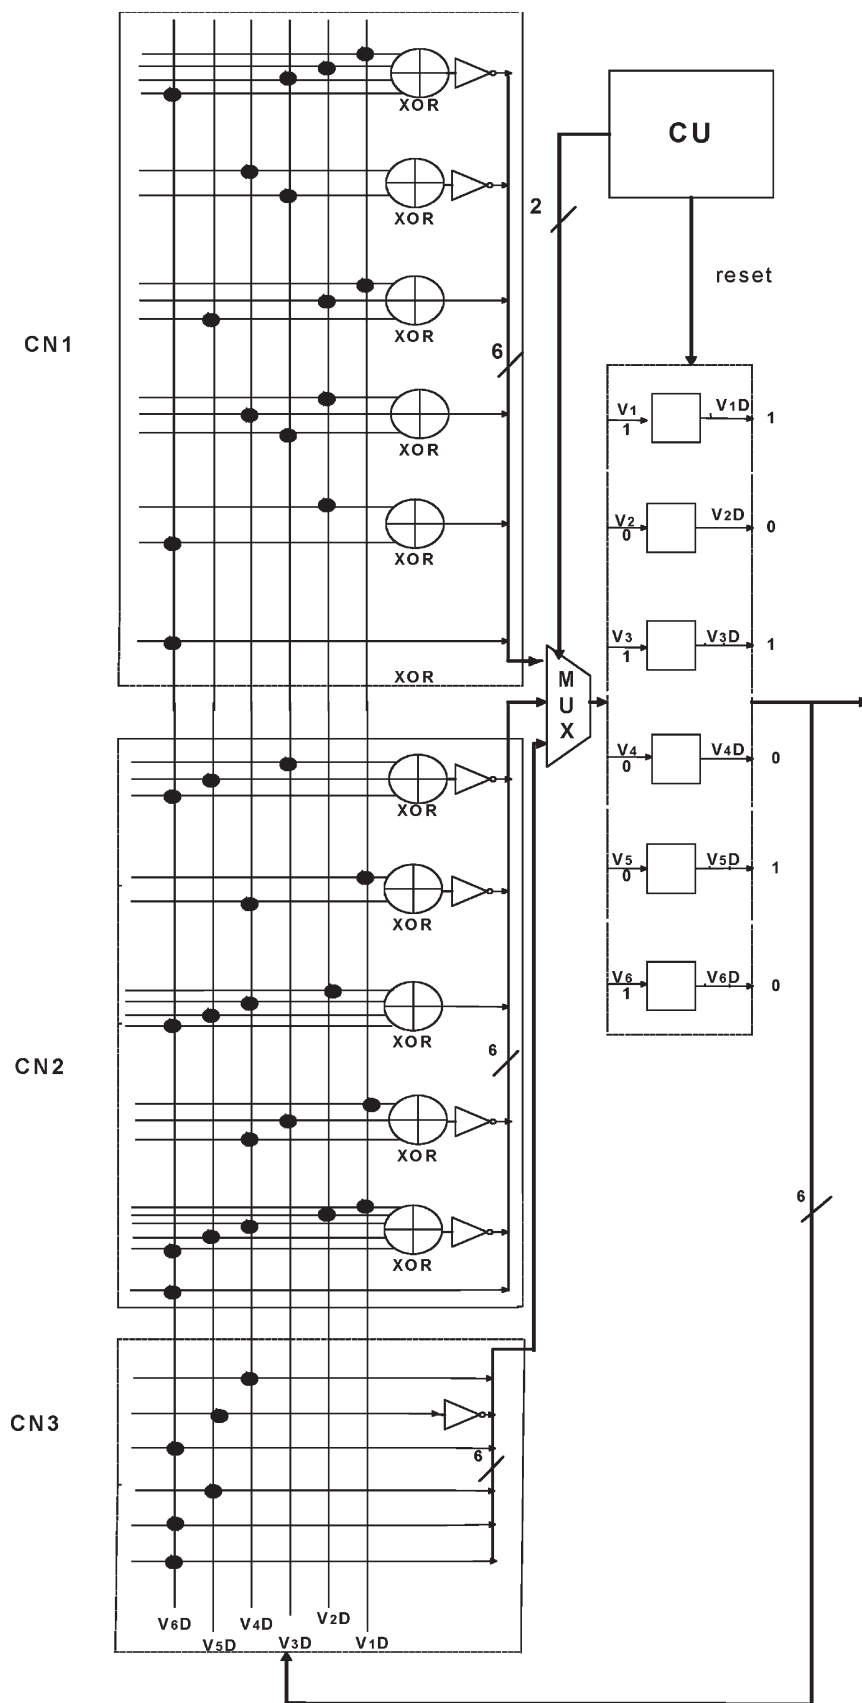 CN1
XOR
XOR
XOR
XOR
XOR
XOR
6
2
CU
reset
V1
1
V1D
1
V2
0
V2D
0
V3
1
V3D
1
V4
0
V4D
0
V5
0
V5D
1
V6
1
V6D
0
M
U
X
CN2
XOR
XOR
XOR
XOR
XOR
6
6
CN3
6
V6D
V5D
V4D
V3D
V2D
V1D